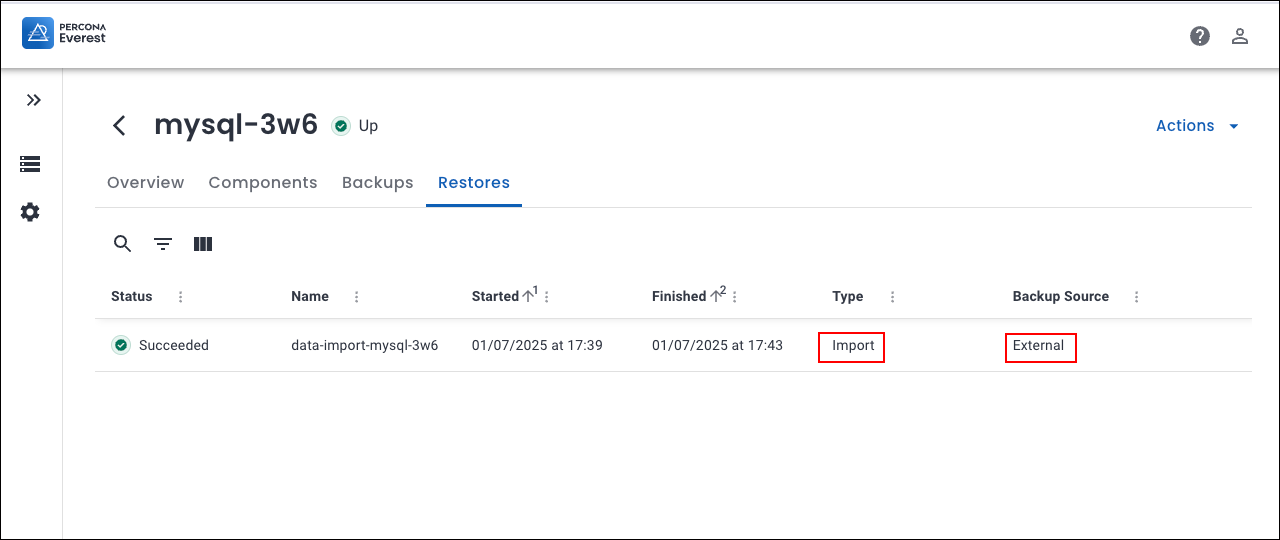 PERCONA
Everest
mysql-3w6 Up Actions
Overview Components Backups Restores
Status Name Started 1 Finished 2 Type Backup Source
Succeeded data-import-mysql-3w6 01/07/2025 at 17:39 01/07/2025 at 17:43 Import External